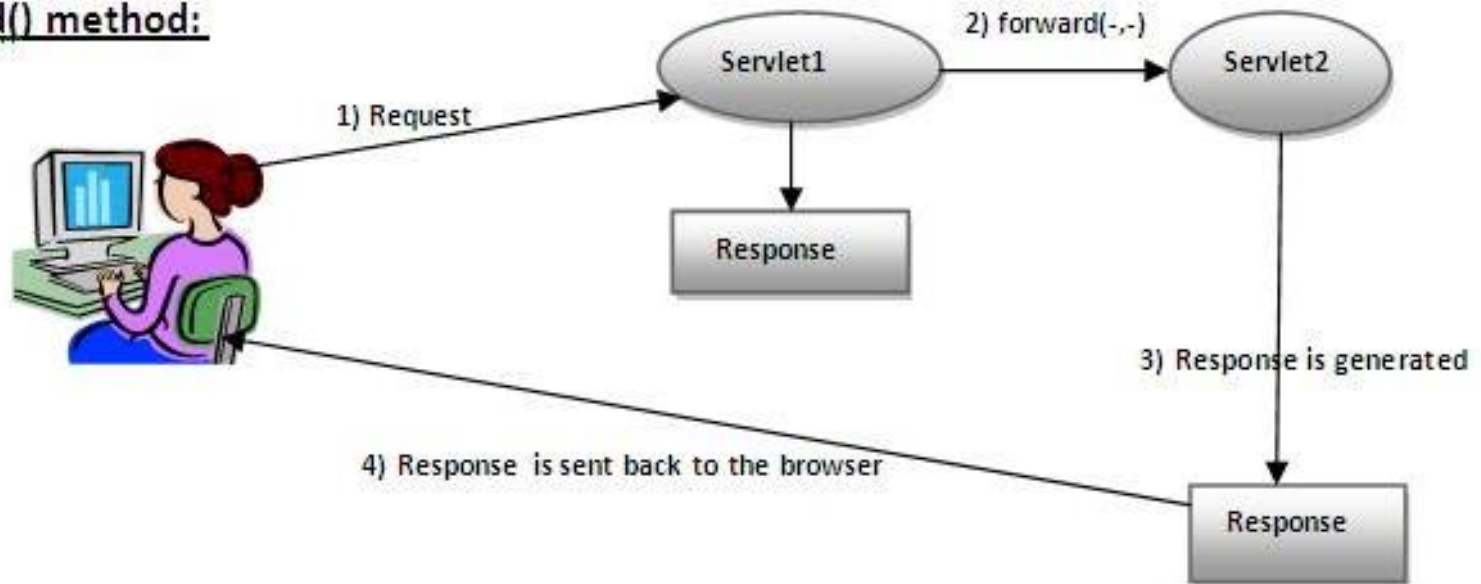 d() method:
2) forward(-,-)
Servlet1
Servlet2
1) Request
Response
3) Response is generated
4) Response is sent back to the browser
Response